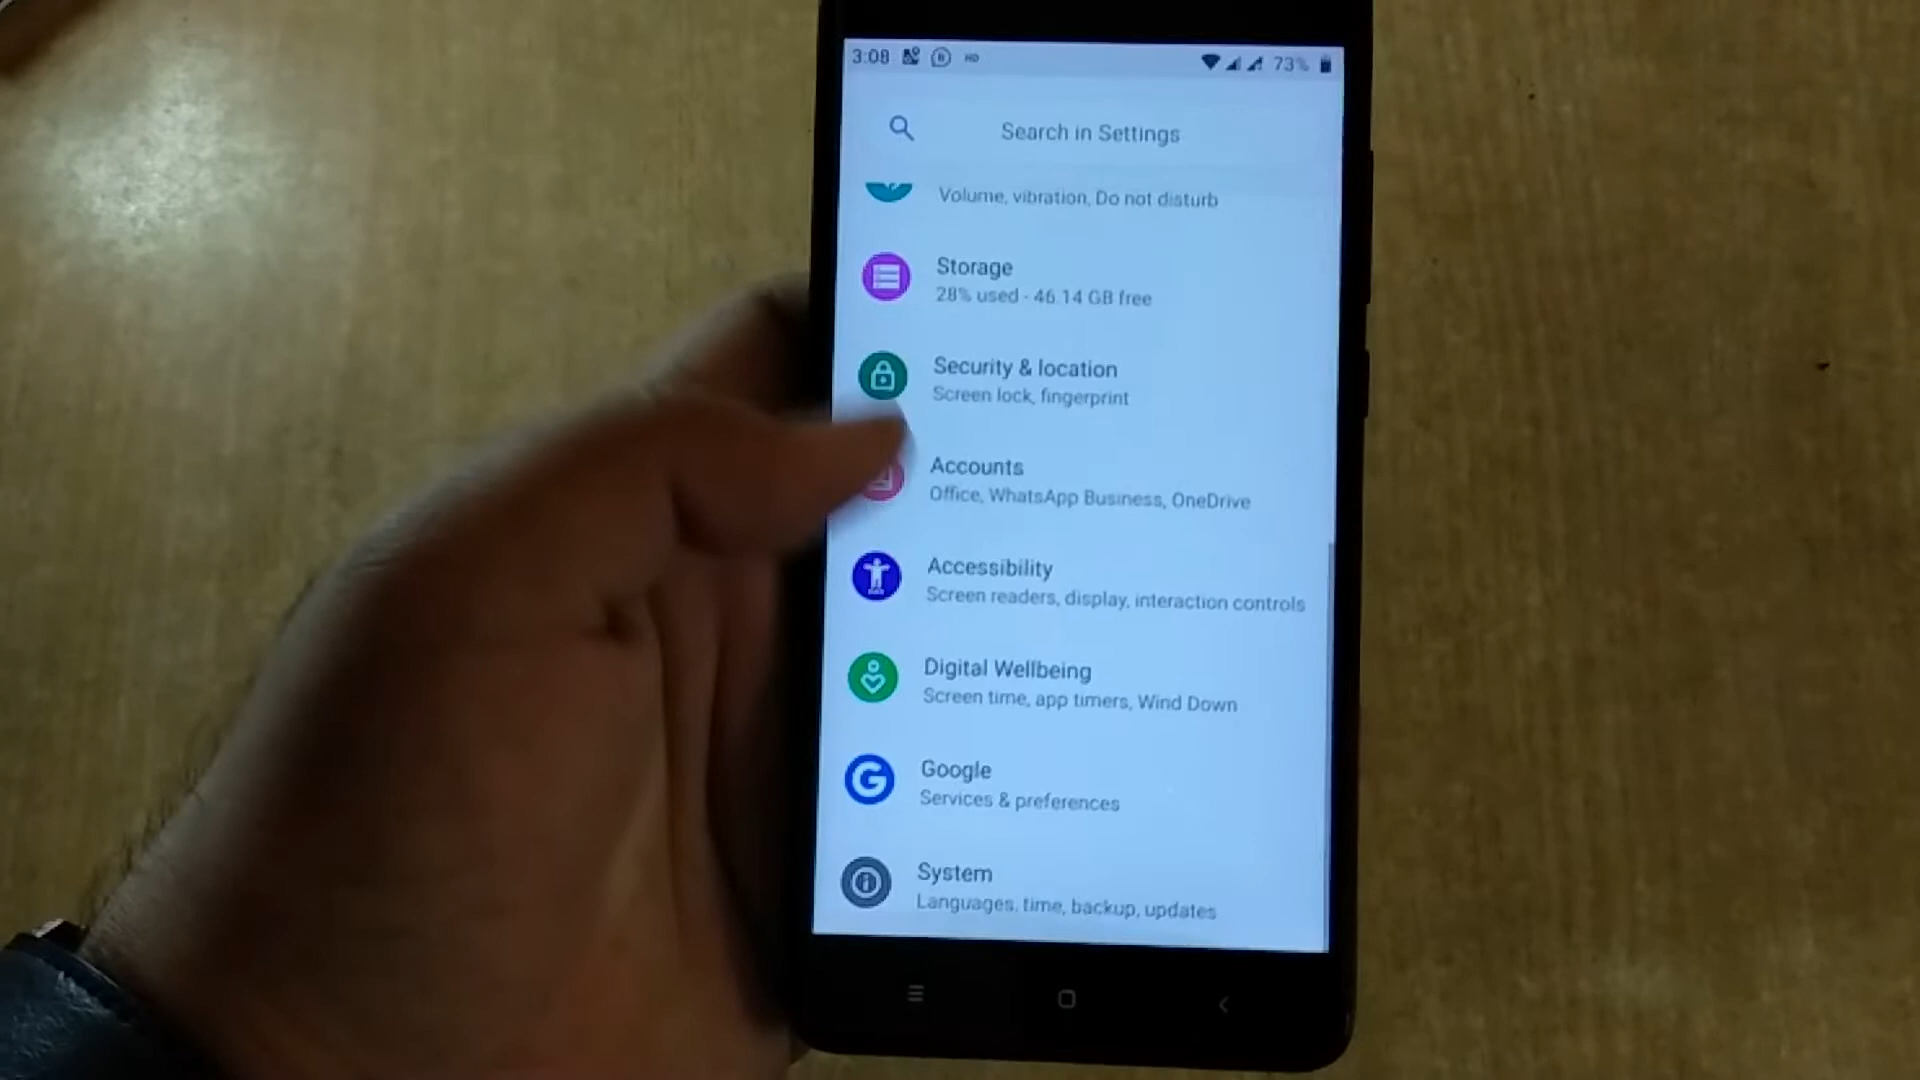 3:08 HD 73%
Search in Settings
Volume, vibration, Do not disturb
Storage
28% used - 46.14 GB free
Security & location
Screen lock, fingerprint
Accounts
Office, WhatsApp Business, OneDrive
Accessibility
Screen readers, display, interaction controls
Digital Wellbeing
Screen time, app timers, Wind Down
Google
Services & preferences
System
Languages, time, backup, updates